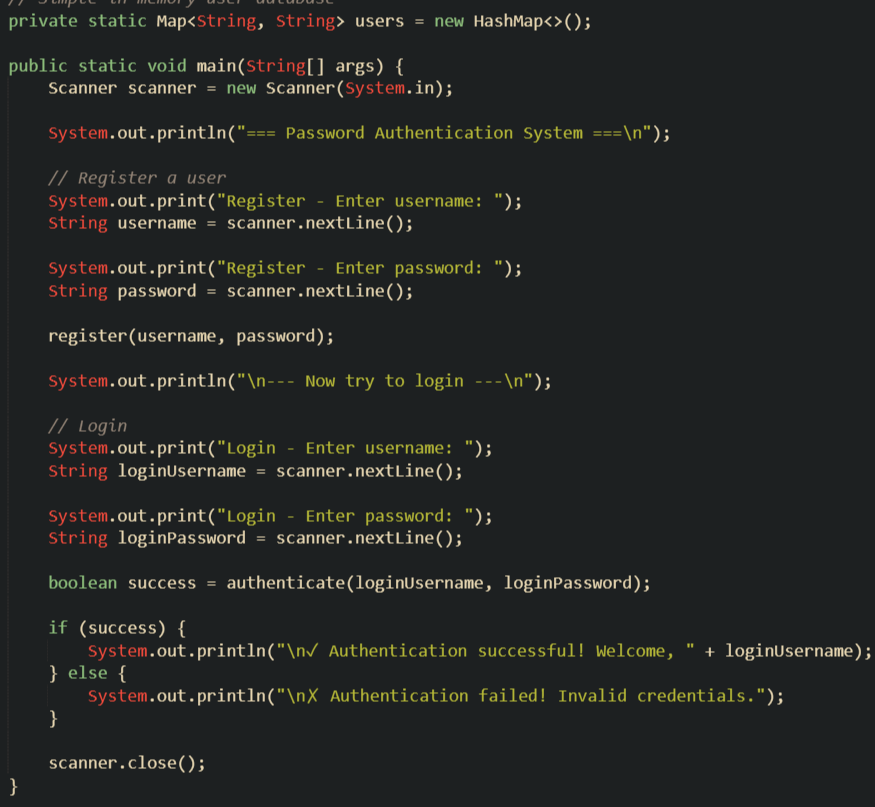 // Simple in-memory user database
private static Map<String, String> users = new HashMap<>();
public static void main(String[] args) {
Scanner scanner = new Scanner(System.in);
System.out.println("=== Password Authentication System ===\n");
// Register a user
System.out.print("Register - Enter username: ");
String username = scanner.nextLine();
System.out.print("Register - Enter password: ");
String password = scanner.nextLine();
register(username, password);
System.out.println("\n--- Now try to login ---\n");
// Login
System.out.print("Login - Enter username: ");
String loginUsername = scanner.nextLine();
System.out.print("Login - Enter password: ");
String loginPassword = scanner.nextLine();
boolean success = authenticate(loginUsername, loginPassword);
if (success) {
System.out.println("\n✓ Authentication successful! Welcome, " + loginUsername);
} else {
System.out.println("\n✗ Authentication failed! Invalid credentials.");
}
scanner.close();
}